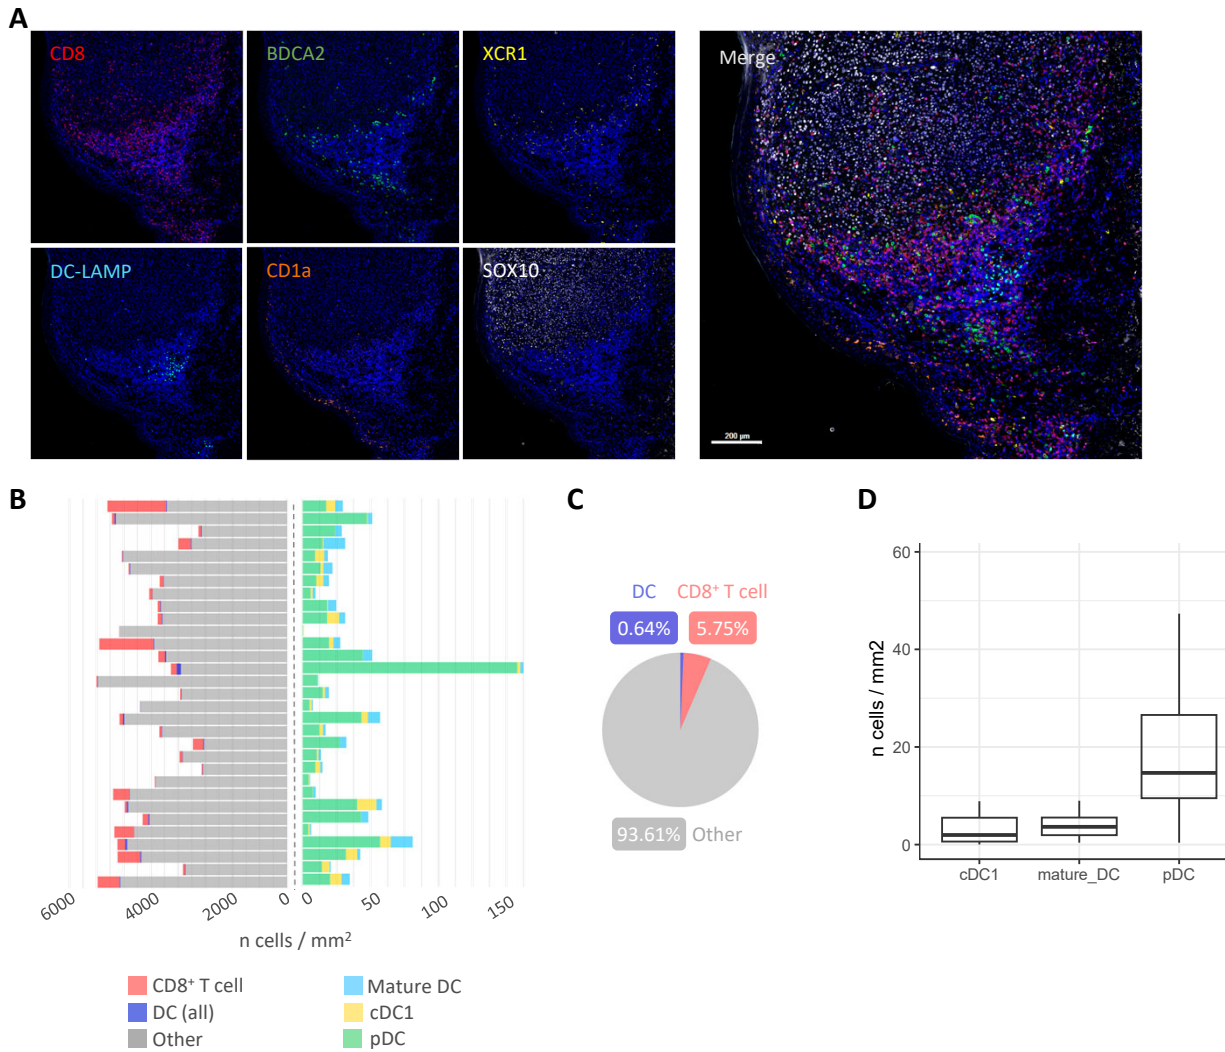 A
CD8
BDCA2
XCR1
Merge
DC-LAMP
CD1a
SOX10
200 µm
B
C
D
DC
CD8⁺ T cell
0.64%
5.75%
93.61%
Other
n cells / mm2
60
40
20
0
cDC1
mature_DC
pDC
6000
4000
2000
0
0
50
100
150
n cells / mm²
CD8⁺ T cell
Mature DC
DC (all)
cDC1
Other
pDC